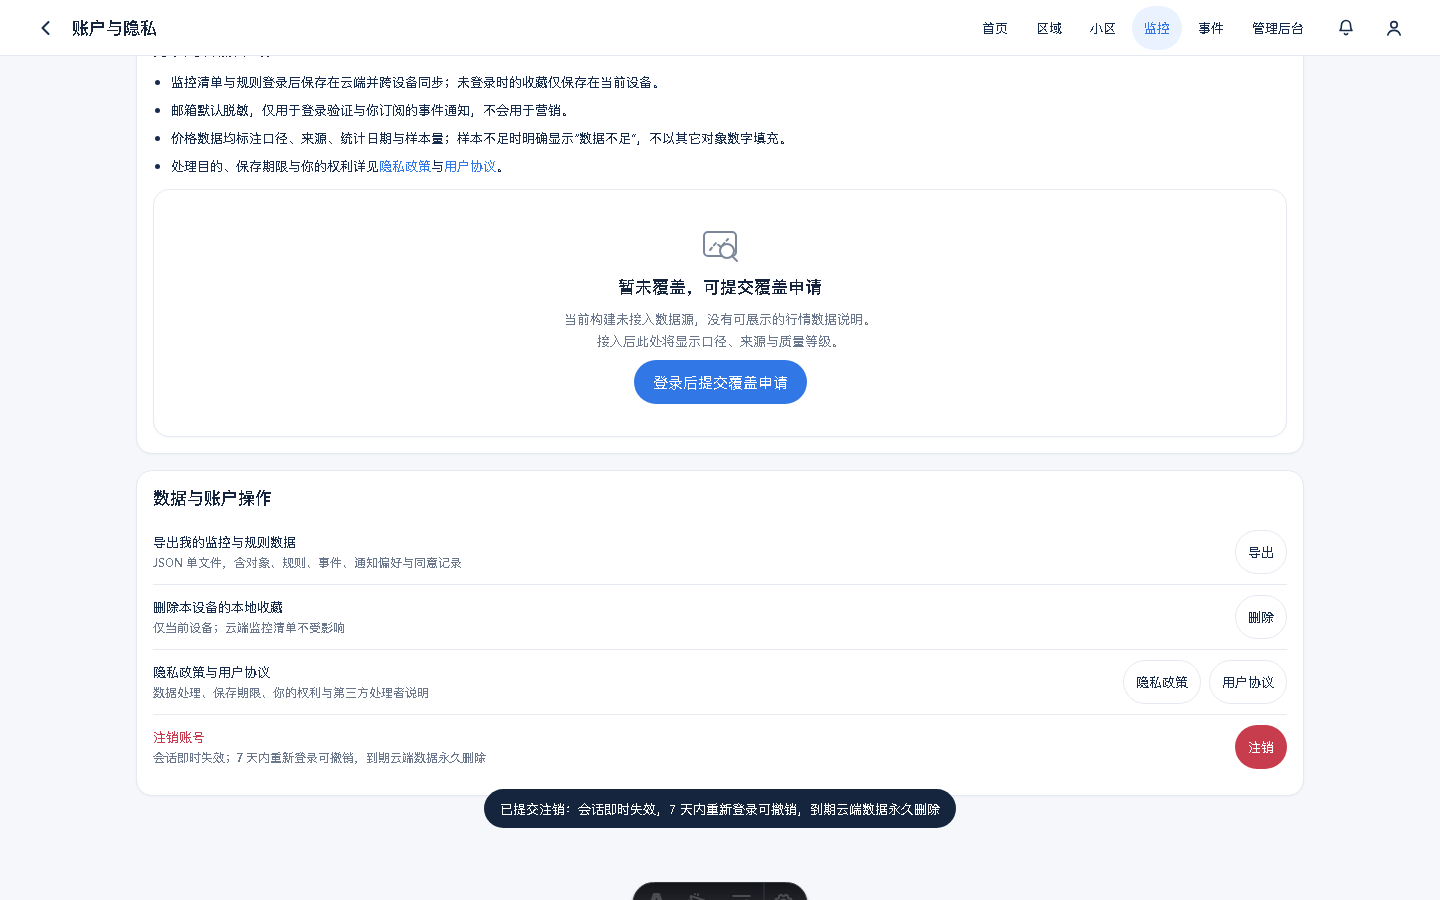 账户与隐私
首页
区域
小区
监控
事件
管理后台
监控清单与规则登录后保存在云端并跨设备同步；未登录时的收藏仅保存在当前设备。
邮箱默认脱敏，仅用于登录验证与你订阅的事件通知，不会用于营销。
价格数据均标注口径、来源、统计日期与样本量；样本不足时明确显示“数据不足”，不以其它对象数字填充。
处理目的、保存期限与你的权利详见隐私政策与用户协议。
暂未覆盖，可提交覆盖申请
当前构建未接入数据源，没有可展示的行情数据说明。
接入后此处将显示口径、来源与质量等级。
登录后提交覆盖申请
数据与账户操作
导出我的监控与规则数据
JSON 单文件，含对象、规则、事件、通知偏好与同意记录
导出
删除本设备的本地收藏
仅当前设备；云端监控清单不受影响
删除
隐私政策与用户协议
数据处理、保存期限、你的权利与第三方处理者说明
隐私政策
用户协议
注销账号
会话即时失效；7 天内重新登录可撤销，到期云端数据永久删除
注销
已提交注销：会话即时失效，7 天内重新登录可撤销，到期云端数据永久删除